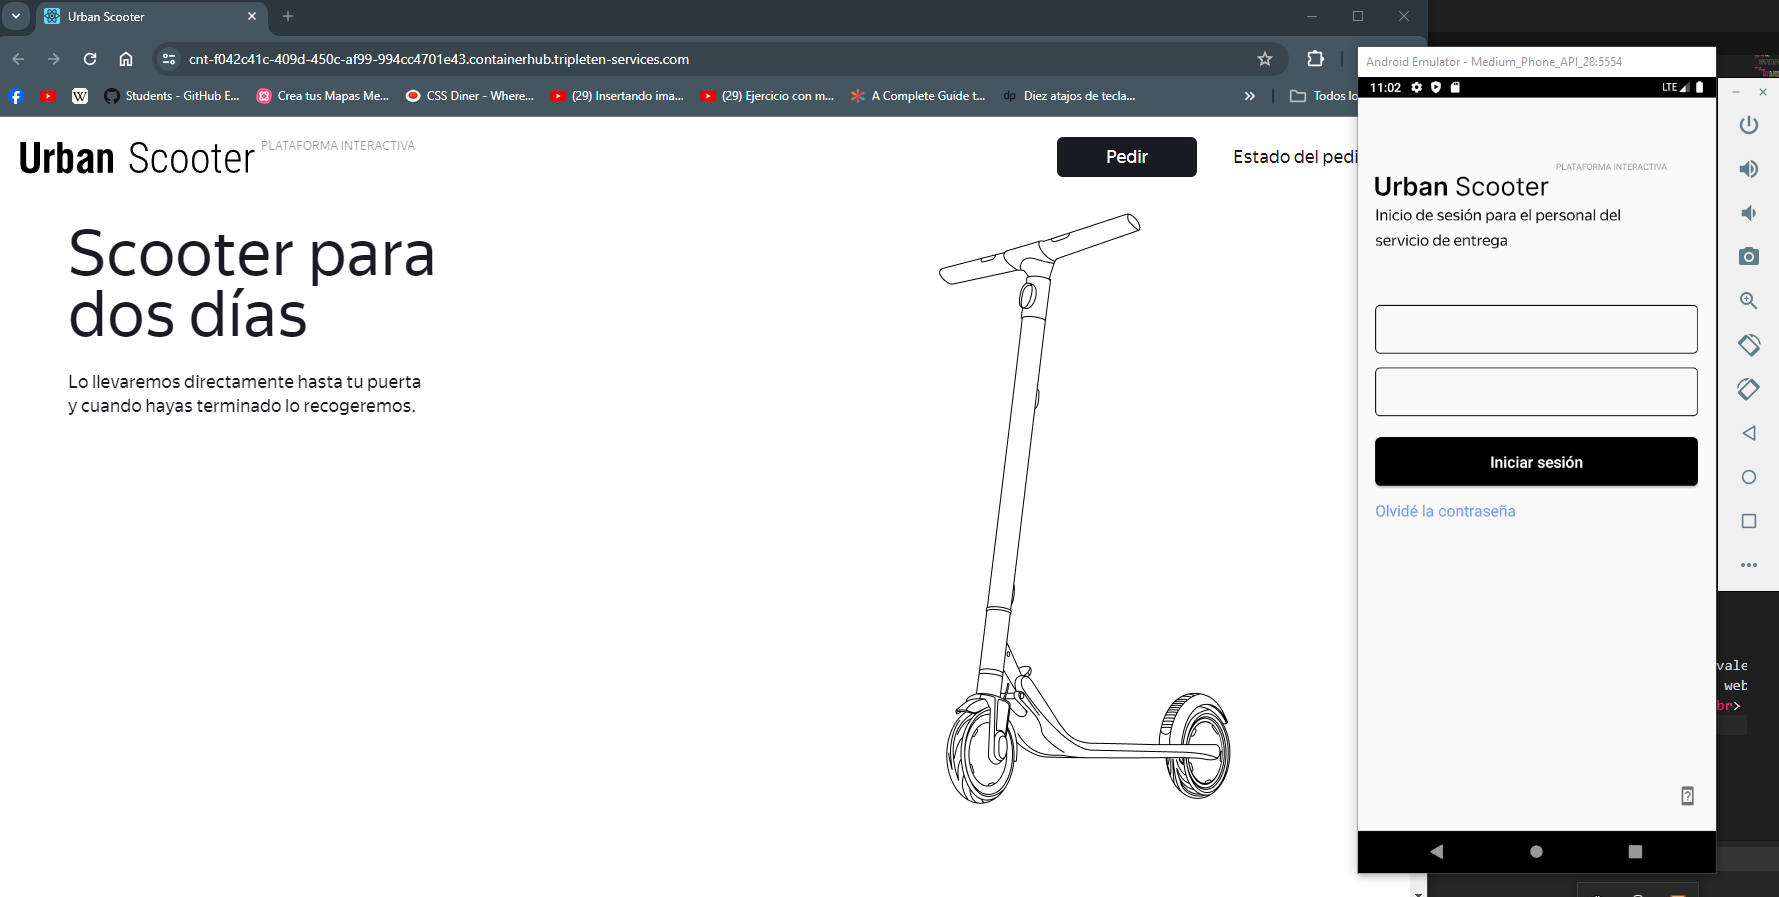 Urban Scooter
cnt-f042c41c-409d-450c-af99-994cc4701e43.containerhub.tripleten-services.com
Students - GitHub E...
Crea tus Mapas Me...
CSS Diner - Where...
(29) Insertando ima...
(29) Ejercicio con m...
A Complete Guide t...
dp Diez atajos de tecla...
»
Todos lo
Urban Scooter PLATAFORMA INTERACTIVA
Pedir
Estado del pedi
Scooter para
dos días
Lo llevaremos directamente hasta tu puerta
y cuando hayas terminado lo recogeremos.
Android Emulator - Medium_Phone_API_28:5554
11:02
LTE
PLATAFORMA INTERACTIVA
Urban Scooter
Inicio de sesión para el personal del
servicio de entrega
Iniciar sesión
Olvidé la contraseña
vale
web
br>